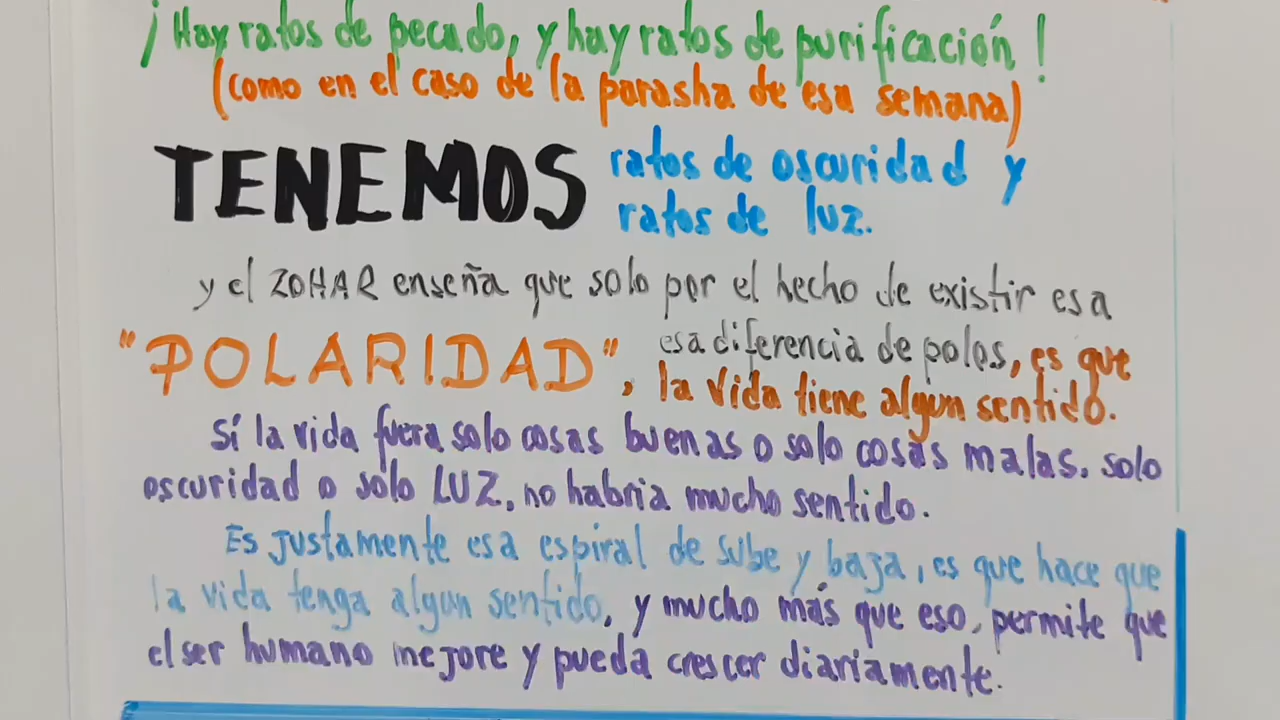 ¡Hay ratos de pecado, y hay ratos de purificación!
(como en el caso de la parasha de esa semana)
TENEMOS ratos de oscuridad y
ratos de luz.
y el ZOHAR enseña que solo por el hecho de existir esa
"POLARIDAD", esa diferencia de polos, es que
la vida tiene algun sentido.
Sí la vida fuera solo cosas buenas o solo cosas malas, solo
oscuridad o solo LUZ, no habria mucho sentido.
Es justamente esa espiral de sube y baja, es que hace que
la vida tenga algun sentido, y mucho más que eso, permite que
el ser humano mejore y pueda crescer diariamente.